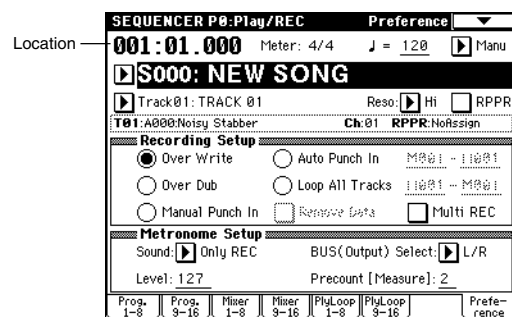 SEQUENCER P0:Play/REC Preference
Location 001:01.000 Meter: 4/4 ♩ = 120 Manu
S000: NEW SONG
Track01: TRACK 01 Reso: Hi RPPR
T01:A000:Noisy Stabber Ch:01 RPPR:NoAssign
Recording Setup
Over Write Auto Punch In M001 - M001
Over Dub Loop All Tracks M001 - M001
Manual Punch In Remove Data Multi REC
Metronome Setup
Sound: Only REC BUS(Output) Select: L/R
Level: 127 Precount [Measure]: 2
Prog. 1-8 Prog. 9-16 Mixer 1-8 Mixer 9-16 PlyLoop 1-8 PlyLoop 9-16 Prefe-rence